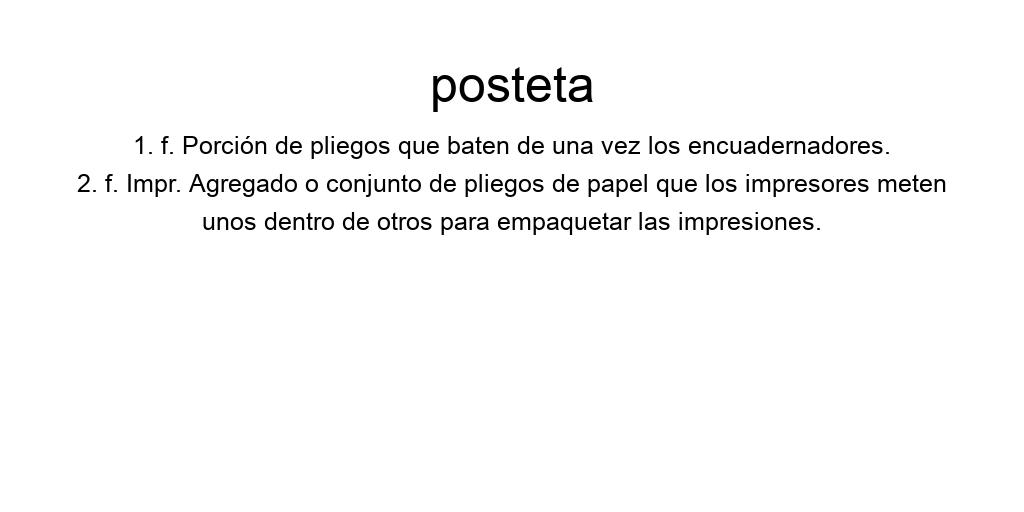 posteta
1. f. Porción de pliegos que baten de una vez los encuadernadores.
2. f. Impr. Agregado o conjunto de pliegos de papel que los impresores meten
unos dentro de otros para empaquetar las impresiones.